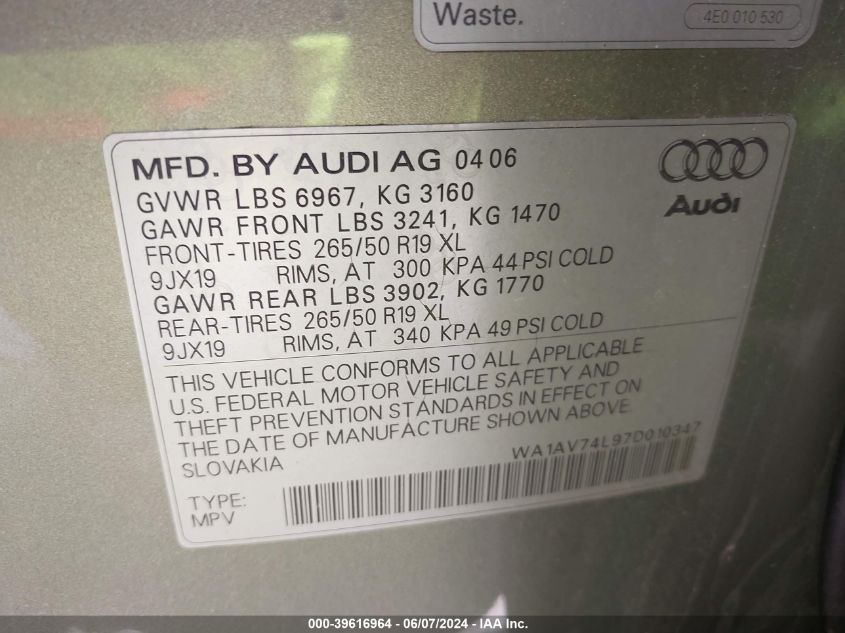 Waste.
4E0 010 530
MFD. BY AUDI AG 04 06
Audi
GVWR LBS 6967, KG 3160
GAWR FRONT LBS 3241, KG 1470
FRONT-TIRES 265/50 R19 XL
9JX19 RIMS, AT 300 KPA 44 PSI COLD
GAWR REAR LBS 3902, KG 1770
REAR-TIRES 265/50 R19 XL
9JX19 RIMS, AT 340 KPA 49 PSI COLD
THIS VEHICLE CONFORMS TO ALL APPLICABLE
U.S. FEDERAL MOTOR VEHICLE SAFETY AND
THEFT PREVENTION STANDARDS IN EFFECT ON
THE DATE OF MANUFACTURE SHOWN ABOVE.
SLOVAKIA
WA1AV74L97D010347
TYPE:
MPV
000-39616964 - 06/07/2024 - IAA Inc.